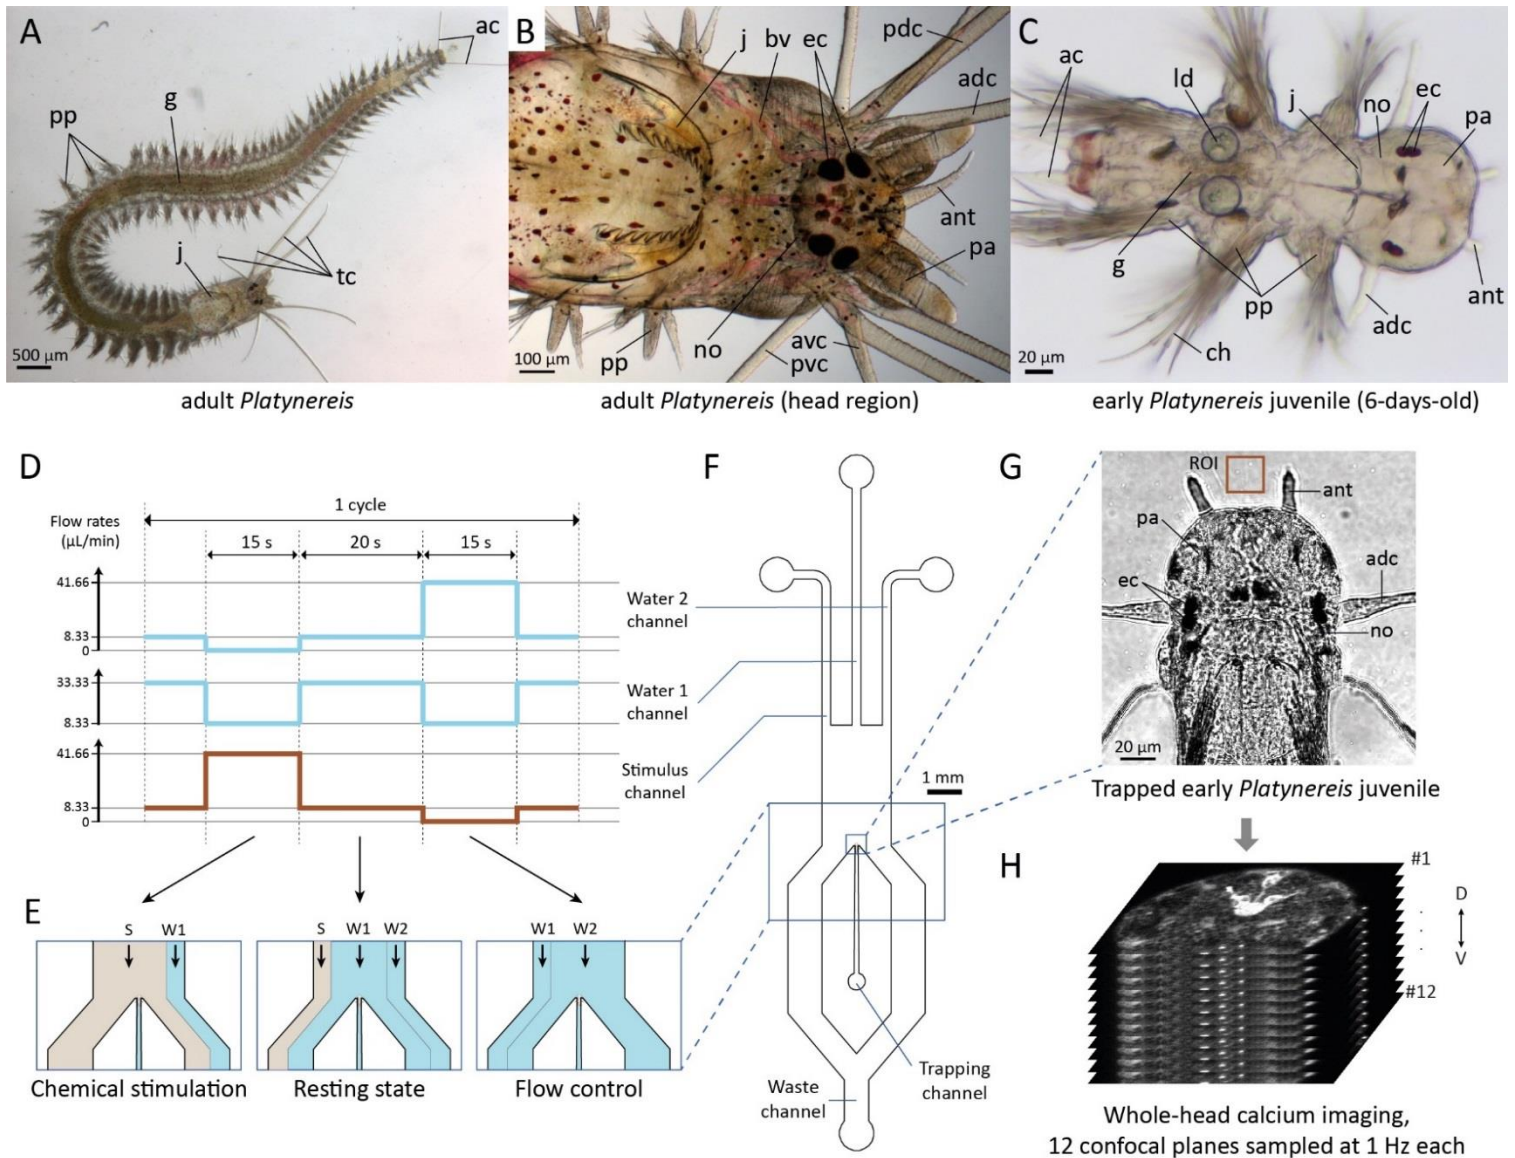 A
ac
g
pp
j
tc
500 µm
adult Platynereis
B
j
bv
ec
pdc
adc
ant
pa
avc
pvc
no
pp
100 µm
adult Platynereis (head region)
C
ac
ld
j
no
ec
pa
g
pp
ch
adc
ant
20 µm
early Platynereis juvenile (6-days-old)
D
1 cycle
Flow rates
(µL/min)
15 s
20 s
15 s
41.66
8.33
0
33.33
8.33
41.66
8.33
0
Water 2
channel
Water 1
channel
Stimulus
channel
E
S
W1
S
W1
W2
W1
W2
Chemical stimulation
Resting state
Flow control
F
1 mm
Trapping
channel
Waste
channel
G
ROI
ant
pa
adc
ec
no
20 µm
Trapped early Platynereis juvenile
H
#1
D
V
#12
Whole-head calcium imaging,
12 confocal planes sampled at 1 Hz each